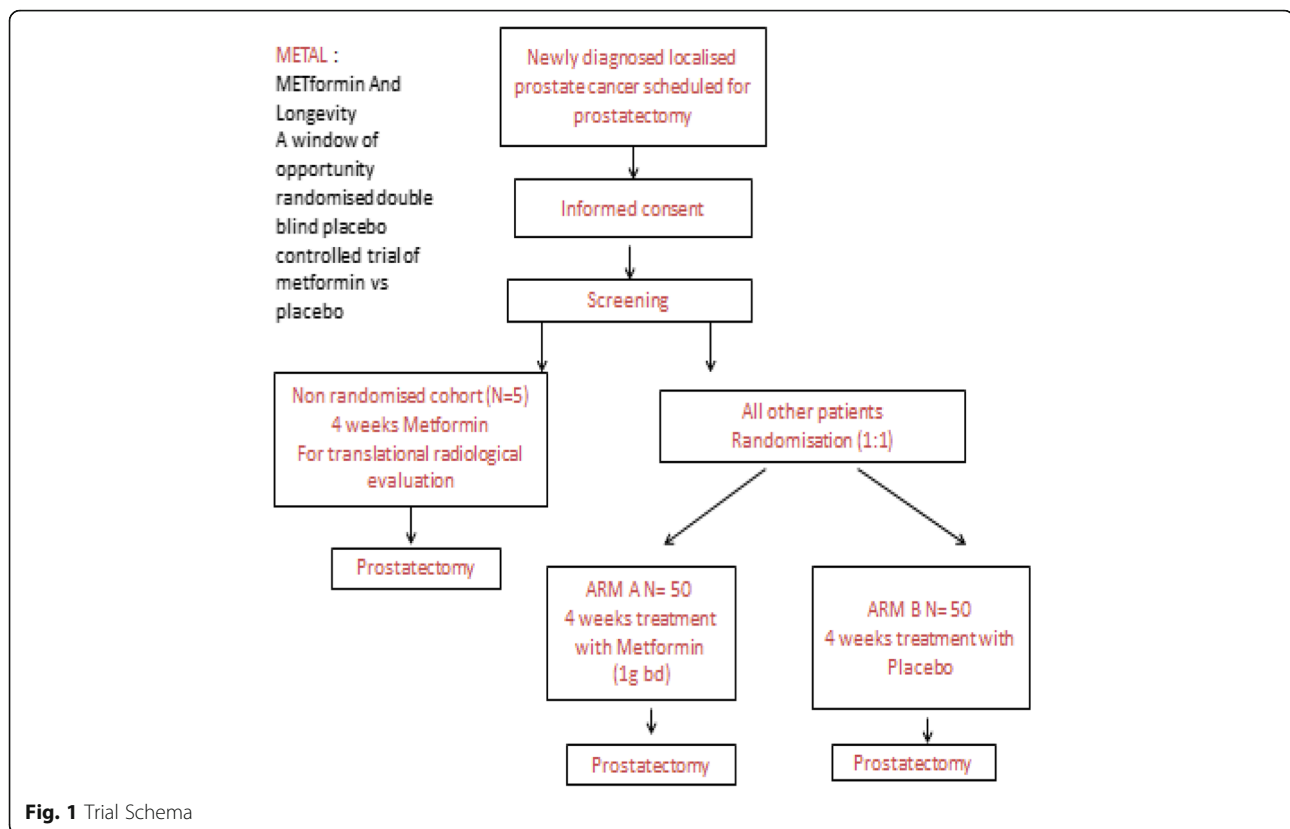 METAL :
METformin And
Longevity
A window of
opportunity
randomised double
blind placebo
controlled trial of
metformin vs
placebo
Newly diagnosed localised
prostate cancer scheduled for
prostatectomy
Informed consent
Screening
Non randomised cohort (N=5)
4 weeks Metformin
For translational radiological
evaluation
Prostatectomy
All other patients
Randomisation (1:1)
ARM A N= 50
4 weeks treatment
with Metformin
(1g bd)
Prostatectomy
ARM B N= 50
4 weeks treatment with
Placebo
Prostatectomy
Fig. 1 Trial Schema